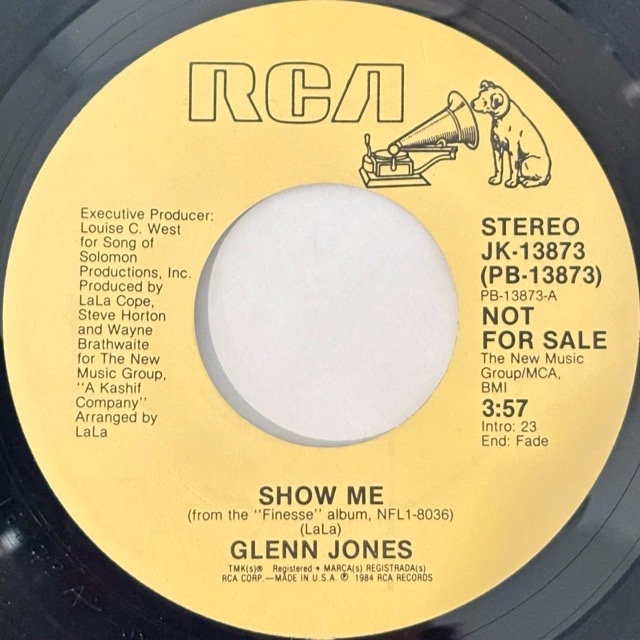 RCA
Executive Producer:
Louise C. West
for Song of
Solomon
Productions, Inc.
Produced by
LaLa Cope,
Steve Horton
and Wayne
Brathwaite
for The New
Music Group,
"A Kashif
Company"
Arranged by
LaLa
STEREO
JK-13873
(PB-13873)
PB-13873-A
NOT
FOR SALE
The New Music
Group/MCA,
BMI
3:57
Intro: 23
End: Fade
SHOW ME
(from the "Finesse" album, NFL1-8036)
(LaLa)
GLENN JONES
TMK(s)® Registered • MARCA(s) REGISTRADA(s)
RCA CORP.—MADE IN U.S.A. ℗ 1984 RCA RECORDS